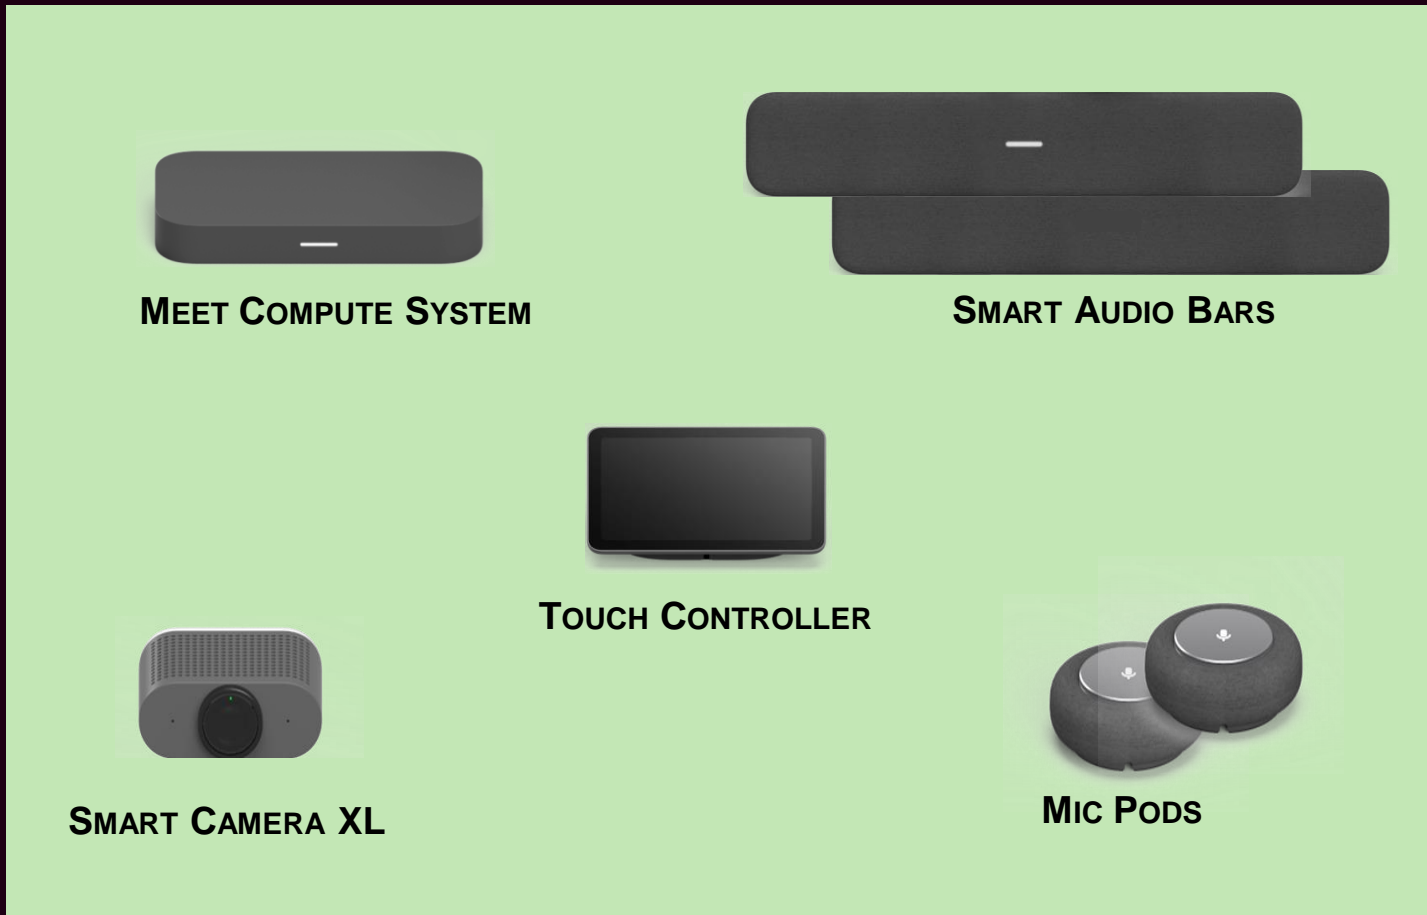 Meet Compute System
Smart Audio Bars
Touch Controller
Smart Camera XL
Mic Pods